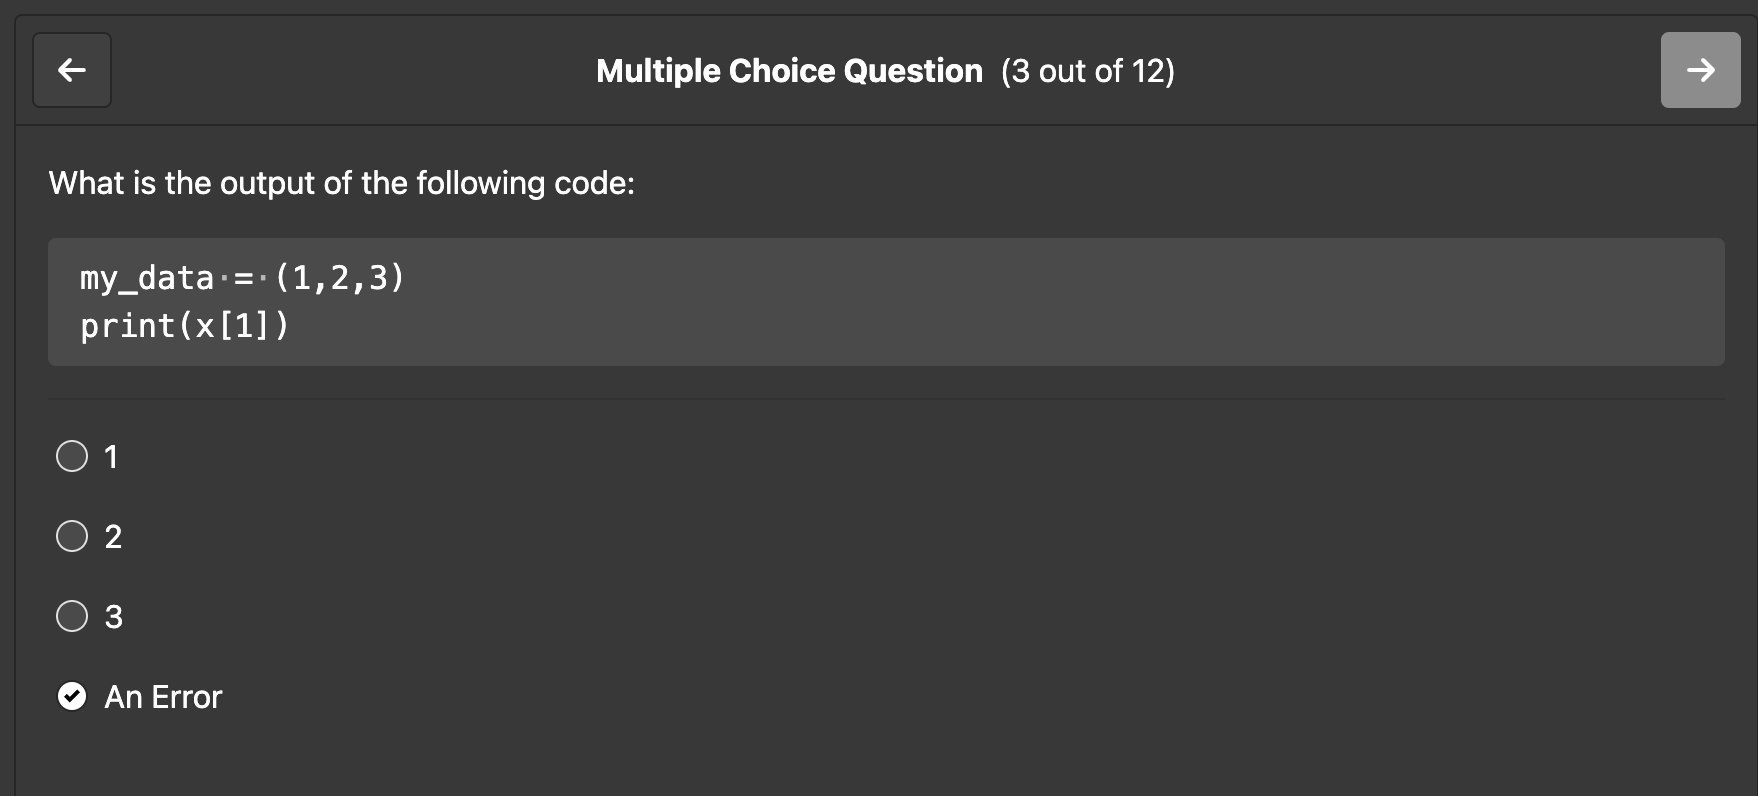 Multiple Choice Question (3 out of 12)
What is the output of the following code:
my_data·=·(1,2,3)
print(x[1])
1
2
3
An Error